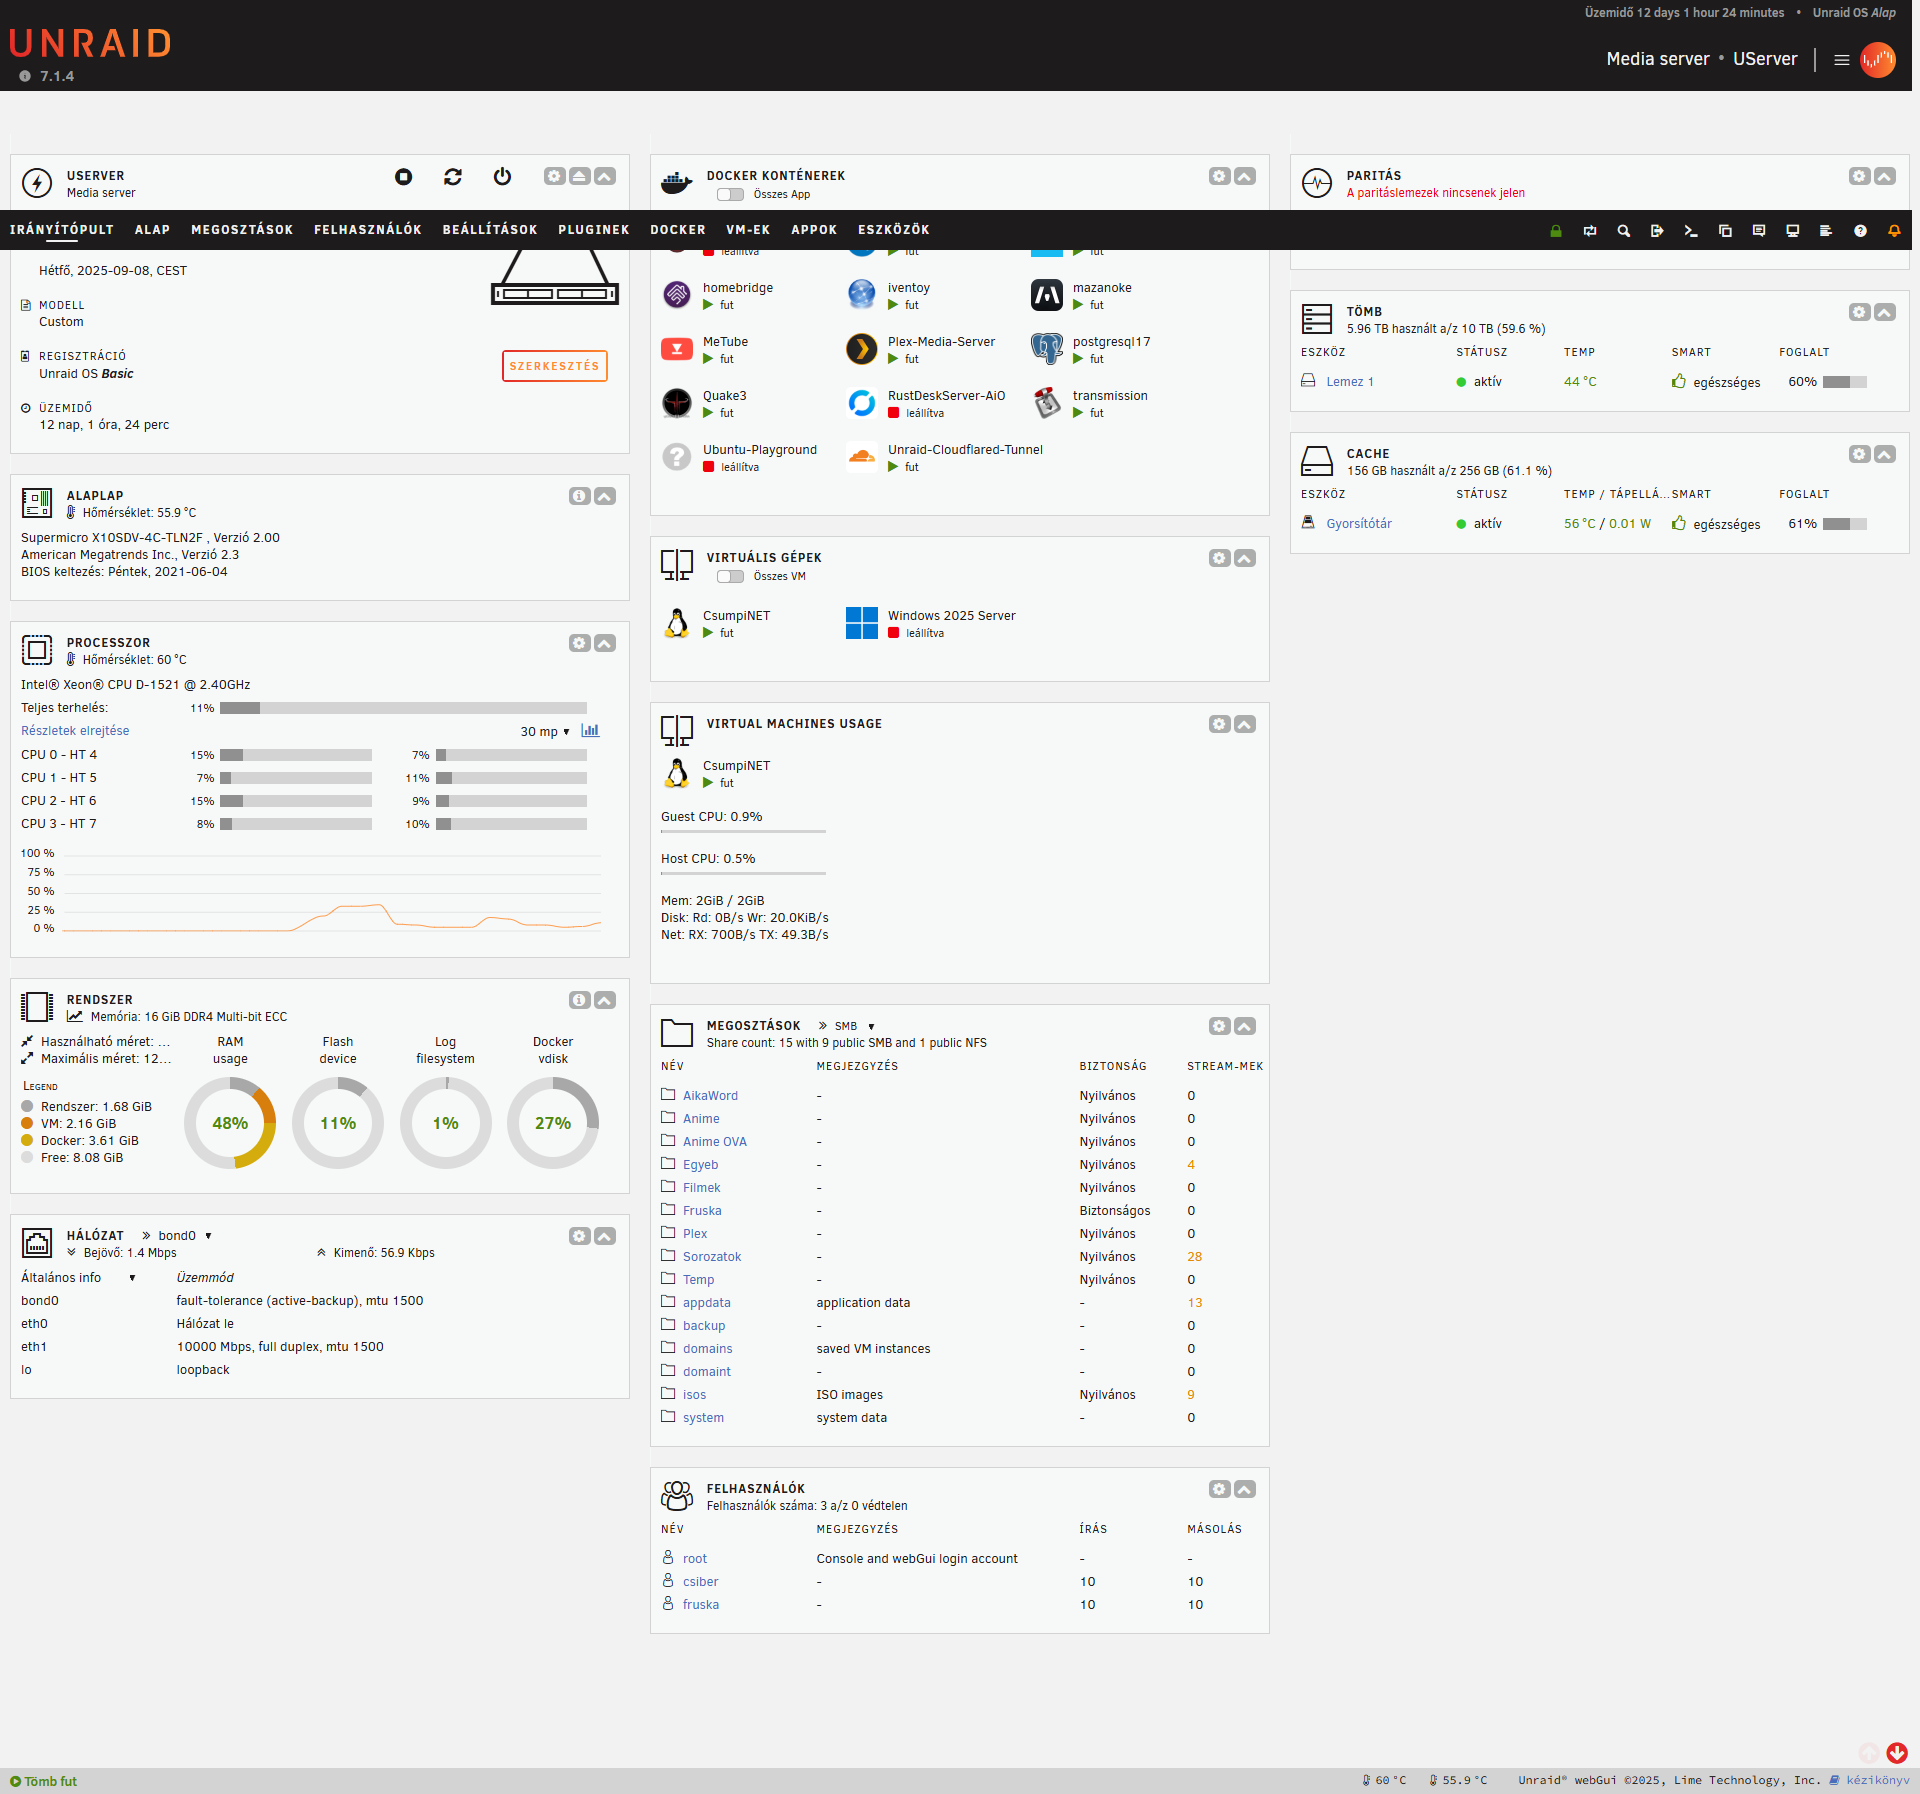 Üzemidő 12 days 1 hour 24 minutes • Unraid OS Alap
UNRAID
7.1.4
Media server • UServer
USERVER
Media server
IRÁNYÍTÓPULT ALAP MEGOSZTÁSOK FELHASZNÁLÓK BEÁLLÍTÁSOK PLUGINEK DOCKER VM-EK APPOK ESZKÖZÖK
Hétfő, 2025-09-08, CEST
MODELL
Custom
REGISZTRÁCIÓ
Unraid OS Basic
SZERKESZTÉS
ÜZEMIDŐ
12 nap, 1 óra, 24 perc
ALAPLAP
Hőmérséklet: 55.9 °C
Supermicro X10SDV-4C-TLN2F , Verzió 2.00
American Megatrends Inc., Verzió 2.3
BIOS keltezés: Péntek, 2021-06-04
PROCESSZOR
Hőmérséklet: 60 °C
Intel® Xeon® CPU D-1521 @ 2.40GHz
Teljes terhelés: 11%
Részletek elrejtése 30 mp
CPU 0 - HT 4 15% 7%
CPU 1 - HT 5 7% 11%
CPU 2 - HT 6 15% 9%
CPU 3 - HT 7 8% 10%
100 %
75 %
50 %
25 %
0 %
RENDSZER
Memória: 16 GiB DDR4 Multi-bit ECC
Használható méret: ...
Maximális méret: 12...
RAM usage
Flash device
Log filesystem
Docker vdisk
LEGEND
Rendszer: 1.68 GiB
VM: 2.16 GiB
Docker: 3.61 GiB
Free: 8.08 GiB
48% 11% 1% 27%
HÁLÓZAT bond0
Bejövő: 1.4 Mbps Kimenő: 56.9 Kbps
Általános info Üzemmód
bond0 fault-tolerance (active-backup), mtu 1500
eth0 Hálózat le
eth1 10000 Mbps, full duplex, mtu 1500
lo loopback
DOCKER KONTÉNEREK
Összes App
leállítva fut fut
homebridge iventoy mazanoke
fut fut fut
MeTube Plex-Media-Server postgresql17
fut fut fut
Quake3 RustDeskServer-AiO transmission
fut leállítva fut
Ubuntu-Playground Unraid-Cloudflared-Tunnel
leállítva fut
VIRTUÁLIS GÉPEK
Összes VM
CsumpiNET Windows 2025 Server
fut leállítva
VIRTUAL MACHINES USAGE
CsumpiNET
fut
Guest CPU: 0.9%
Host CPU: 0.5%
Mem: 2GiB / 2GiB
Disk: Rd: 0B/s Wr: 20.0KiB/s
Net: RX: 700B/s TX: 49.3B/s
MEGOSZTÁSOK SMB
Share count: 15 with 9 public SMB and 1 public NFS
NÉV MEGJEZGYZÉS BIZTONSÁG STREAM-MEK
AikaWord - Nyilvános 0
Anime - Nyilvános 0
Anime OVA - Nyilvános 0
Egyeb - Nyilvános 4
Filmek - Nyilvános 0
Fruska - Biztonságos 0
Plex - Nyilvános 0
Sorozatok - Nyilvános 28
Temp - Nyilvános 0
appdata application data - 13
backup - - 0
domains saved VM instances - 0
domaint - - 0
isos ISO images Nyilvános 9
system system data - 0
FELHASZNÁLÓK
Felhasználók száma: 3 a/z 0 védtelen
NÉV MEGJEZGYZÉS ÍRÁS MÁSOLÁS
root Console and webGui login account - -
csiber - 10 10
fruska - 10 10
PARITÁS
A paritáslemezek nincsenek jelen
TÖMB
5.96 TB használt a/z 10 TB (59.6 %)
ESZKÖZ STÁTUSZ TEMP SMART FOGLALT
Lemez 1 aktív 44 °C egészséges 60%
CACHE
156 GB használt a/z 256 GB (61.1 %)
ESZKÖZ STÁTUSZ TEMP / TÁPELLÁ... SMART FOGLALT
Gyorsítótár aktív 56 °C / 0.01 W egészséges 61%
Tömb fut
60 °C 55.9 °C Unraid® webGui ©2025, Lime Technology, Inc. kézikönyv